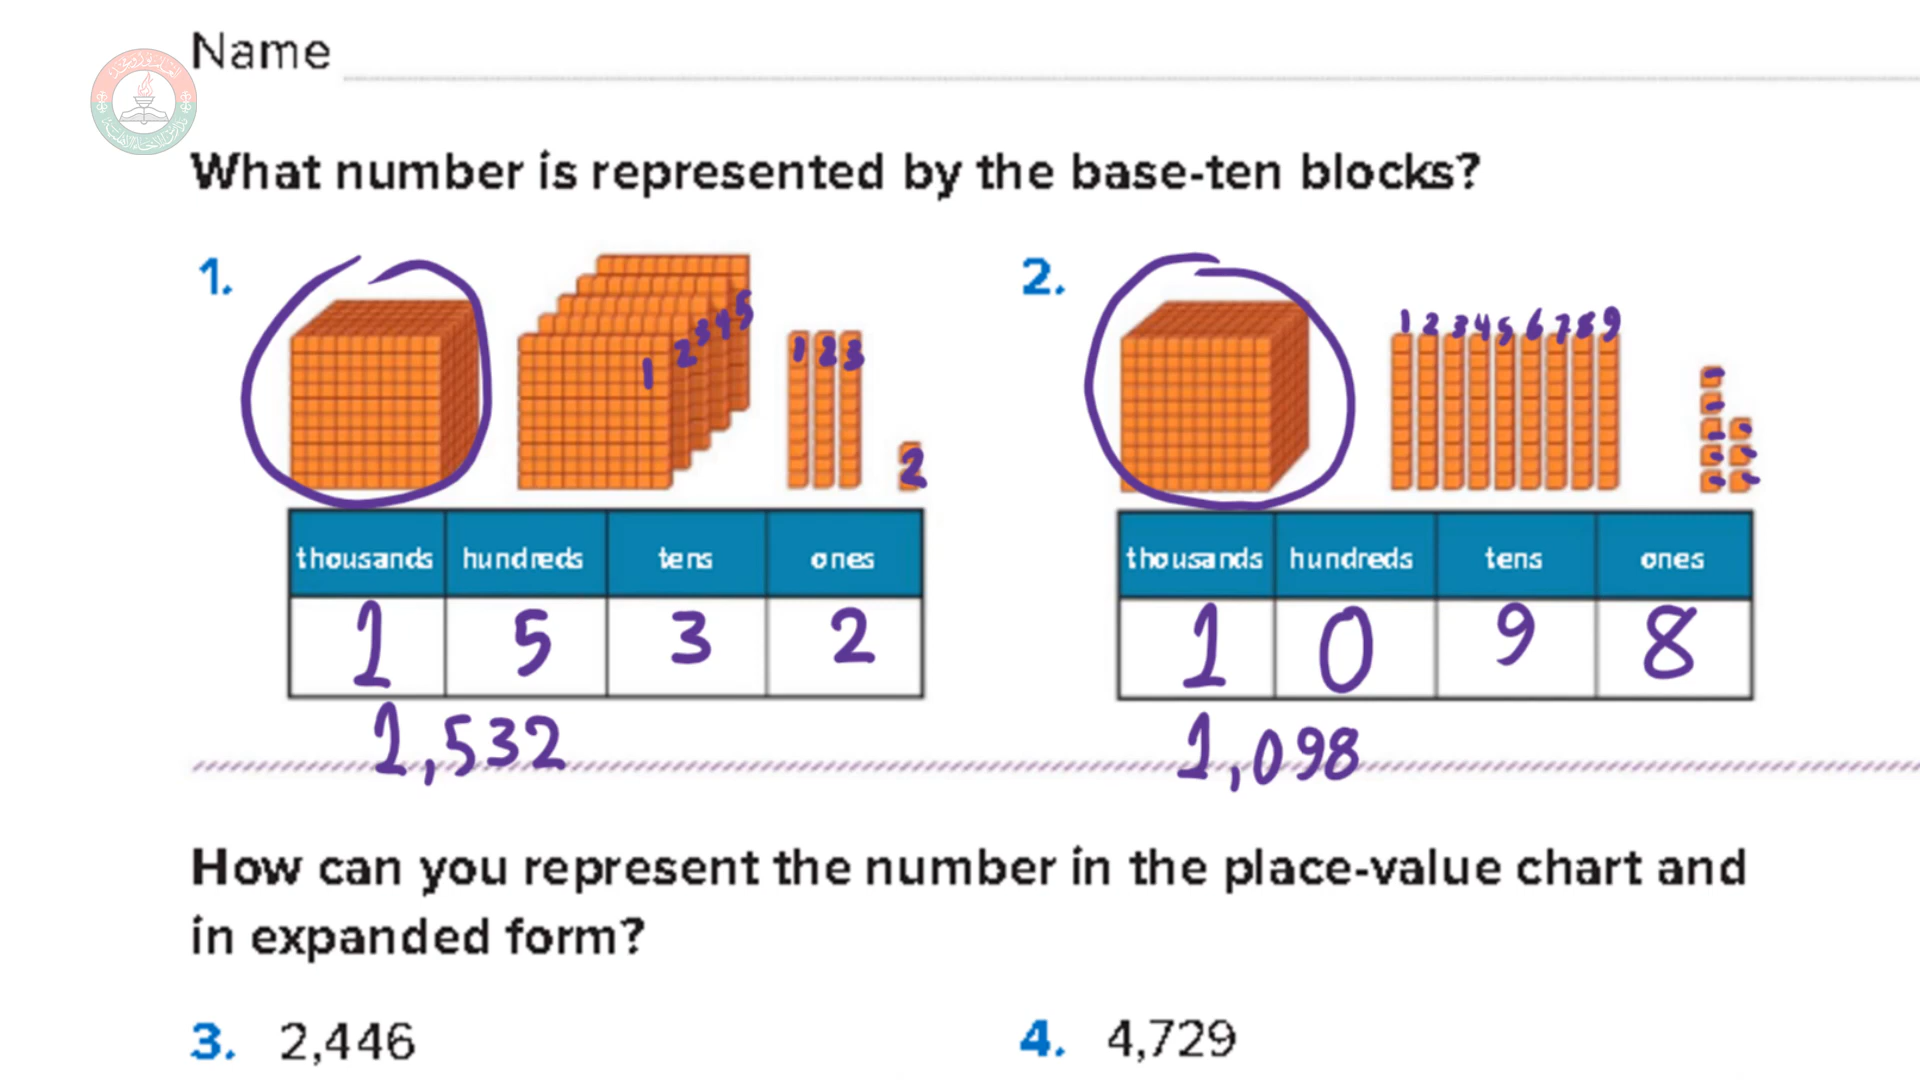 Name
What number is represented by the base-ten blocks?
1.
1 2 3 4 5
1 2 3
2
thousands hundreds tens ones
1 5 3 2
1,532
2.
1 2 3 4 5 6 7 8 9
thousands hundreds tens ones
1 0 9 8
1,098
How can you represent the number in the place-value chart and
in expanded form?
3. 2,446
4. 4,729